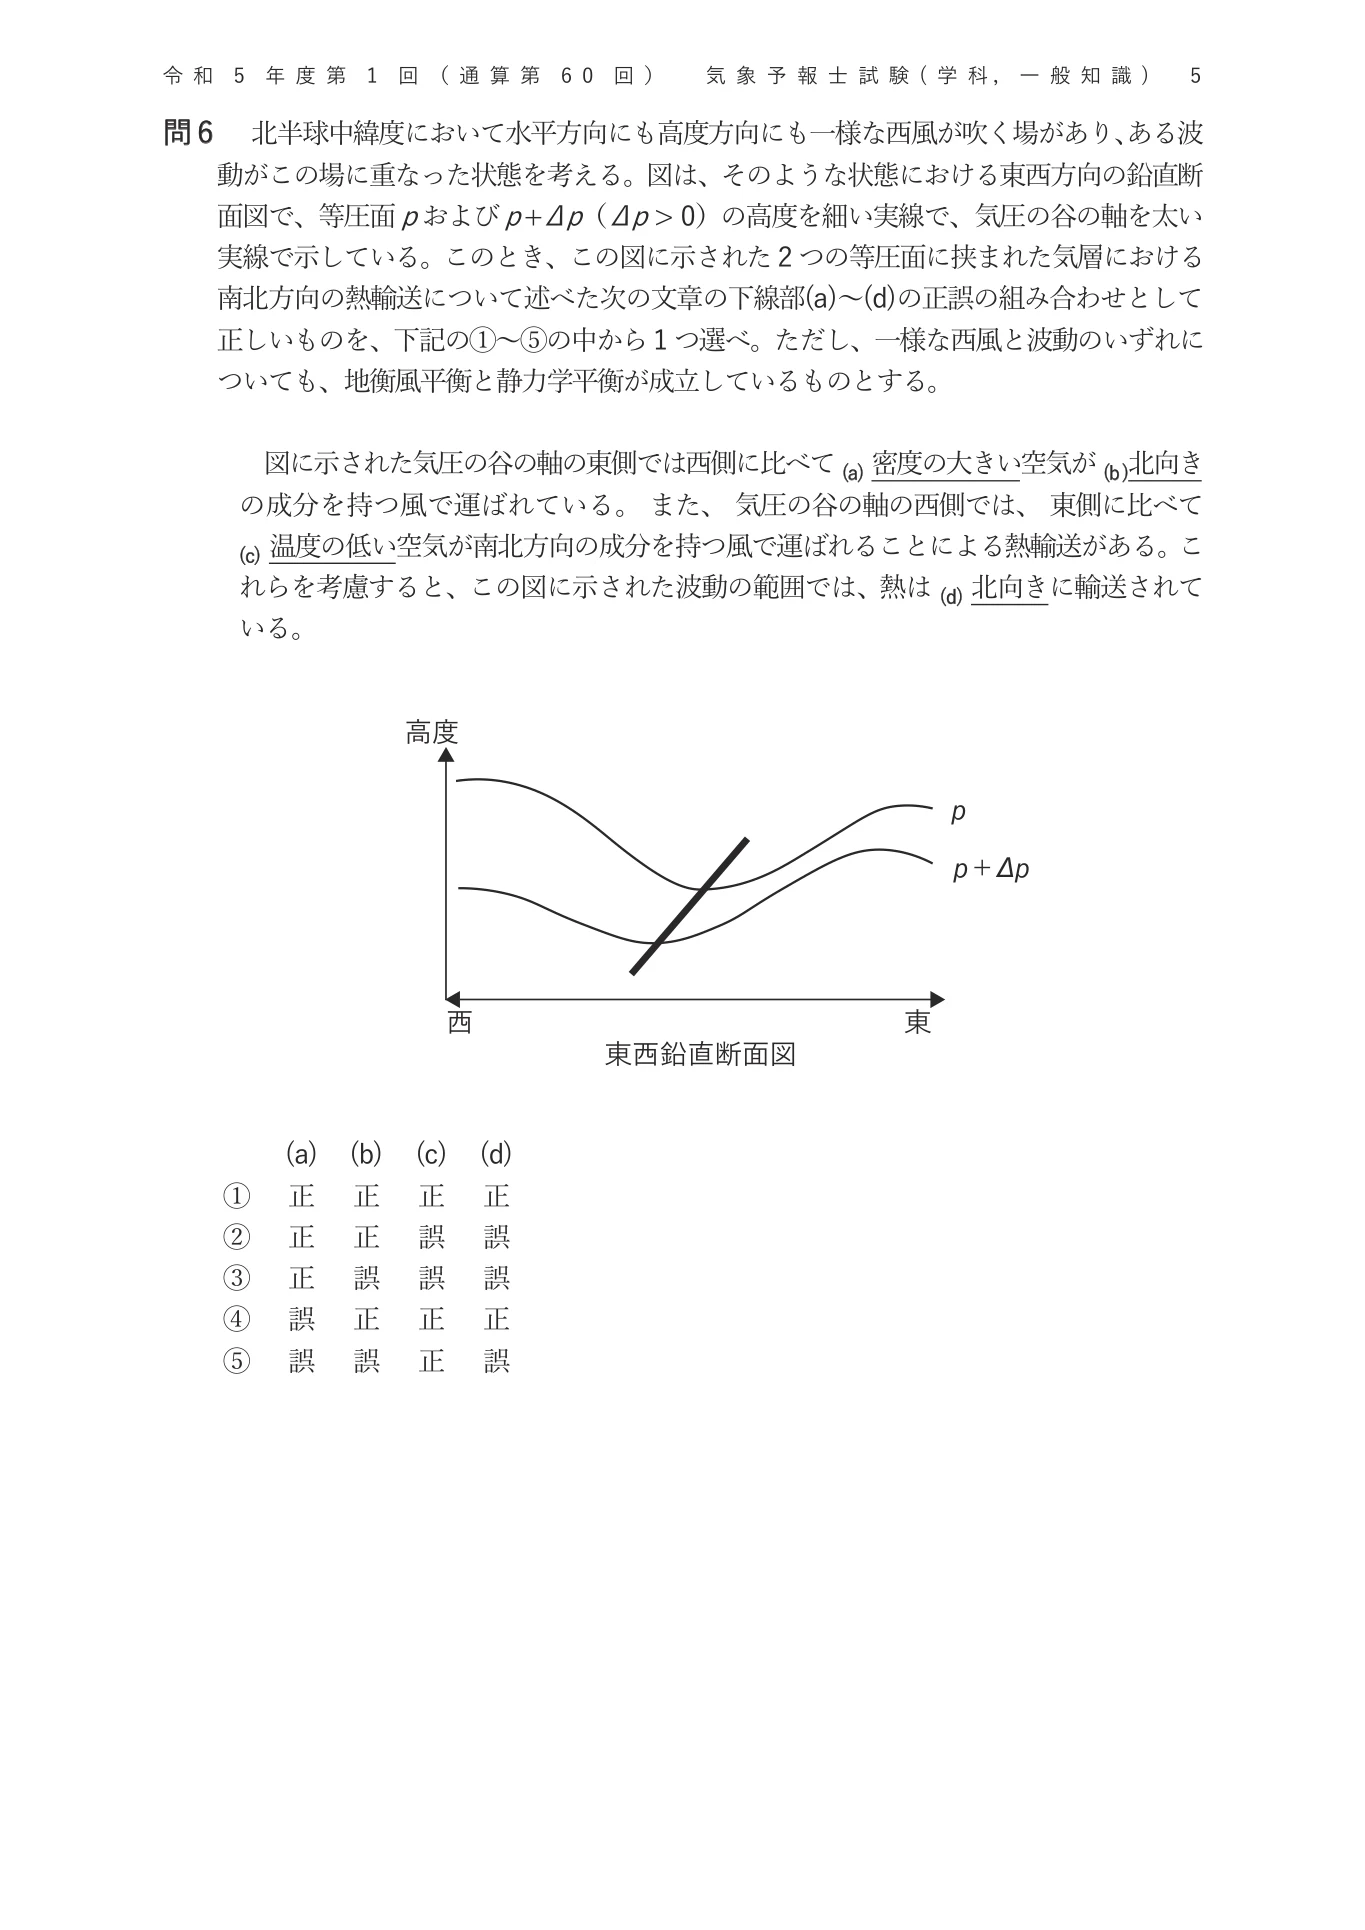 令和 5 年度第 1 回（通算第 60 回） 気象予報士試験(学科, 一般知識) 5
問6 北半球中緯度において水平方向にも高度方向にも一様な西風が吹く場があり、ある波
動がこの場に重なった状態を考える。図は、そのような状態における東西方向の鉛直断
面図で、等圧面 p および p+Δp（Δp > 0）の高度を細い実線で、気圧の谷の軸を太い
実線で示している。このとき、この図に示された 2 つの等圧面に挟まれた気層における
南北方向の熱輸送について述べた次の文章の下線部(a)〜(d)の正誤の組み合わせとして
正しいものを、下記の①〜⑤の中から 1 つ選べ。ただし、一様な西風と波動のいずれに
ついても、地衡風平衡と静力学平衡が成立しているものとする。
図に示された気圧の谷の軸の東側では西側に比べて (a) 密度の大きい空気が (b)北向き
の成分を持つ風で運ばれている。 また、 気圧の谷の軸の西側では、 東側に比べて
(c) 温度の低い空気が南北方向の成分を持つ風で運ばれることによる熱輸送がある。こ
れらを考慮すると、この図に示された波動の範囲では、熱は (d) 北向きに輸送されて
いる。
高度
p
p + Δp
西 東
東西鉛直断面図
(a) (b) (c) (d)
① 正 正 正 正
② 正 正 誤 誤
③ 正 誤 誤 誤
④ 誤 正 正 正
⑤ 誤 誤 正 誤